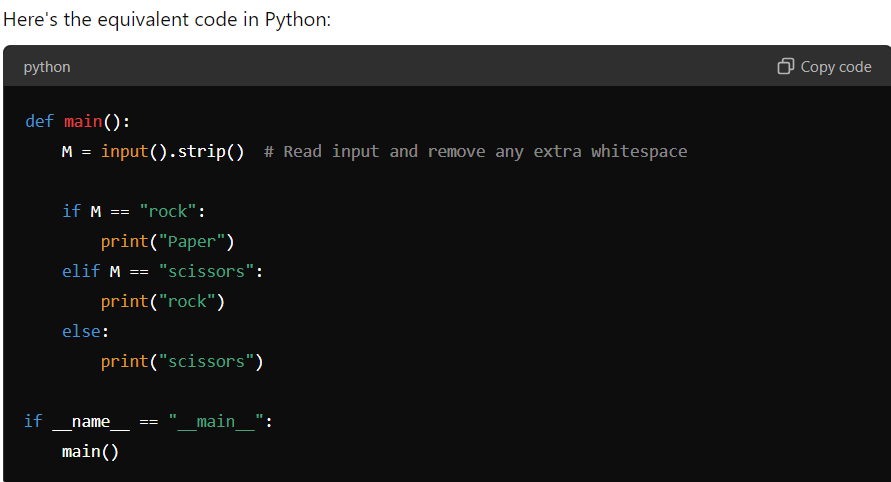 Here's the equivalent code in Python:
python
Copy code
def main():
    M = input().strip()  # Read input and remove any extra whitespace
    if M == "rock":
        print("Paper")
    elif M == "scissors":
        print("rock")
    else:
        print("scissors")
if __name__ == "__main__":
    main()